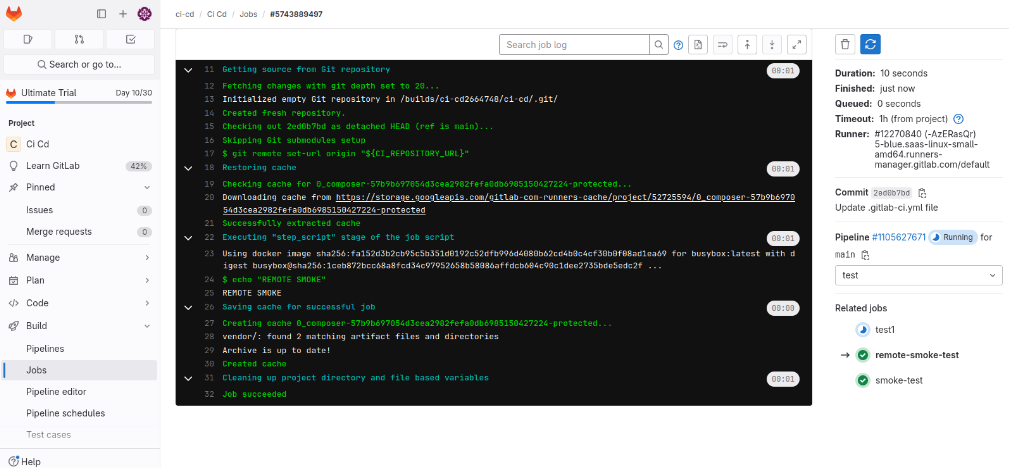 ci-cd / Ci Cd / Jobs / #5743889497
Search or go to...
Ultimate Trial Day 10/30
Project
C Ci Cd
Learn GitLab 42%
Pinned
Issues 0
Merge requests 0
Manage
Plan
Code
Build
Pipelines
Jobs
Pipeline editor
Pipeline schedules
Test cases
Help
Search job log
11 Getting source from Git repository 00:01
12 Fetching changes with git depth set to 20...
13 Initialized empty Git repository in /builds/ci-cd2664748/ci-cd/.git/
14 Created fresh repository.
15 Checking out 2ed0b7bd as detached HEAD (ref is main)...
16 Skipping Git submodules setup
17 $ git remote set-url origin "${CI_REPOSITORY_URL}"
18 Restoring cache 00:01
19 Checking cache for 0_composer-57b9b697054d3cea2982fefa0db6985150427224-protected...
20 Downloading cache from https://storage.googleapis.com/gitlab-com-runners-cache/project/52725594/0_composer-57b9b6970
54d3cea2982fefa0db6985150427224-protected
21 Successfully extracted cache
22 Executing "step_script" stage of the job script 00:01
23 Using docker image sha256:fa152d3b2cb95c5b351d0192c52dfb996d4080b62cd4b0c4cf30b0f08ad1ea69 for busybox:latest with d
igest busybox@sha256:1ceb872bcc68a8fcd34c97952658b58086affdcb604c90c1dee2735bde5edc2f ...
24 $ echo "REMOTE SMOKE"
25 REMOTE SMOKE
26 Saving cache for successful job 00:00
27 Creating cache 0_composer-57b9b697054d3cea2982fefa0db6985150427224-protected...
28 vendor/: found 2 matching artifact files and directories
29 Archive is up to date!
30 Created cache
31 Cleaning up project directory and file based variables 00:01
32 Job succeeded
Duration: 10 seconds
Finished: just now
Queued: 0 seconds
Timeout: 1h (from project)
Runner: #12270840 (-AzERasQr)
5-blue.saas-linux-small-
amd64.runners-
manager.gitlab.com/default
Commit 2ed0b7bd
Update .gitlab-ci.yml file
Pipeline #1105627671 Running for
main
test
Related jobs
test1
→ remote-smoke-test
smoke-test